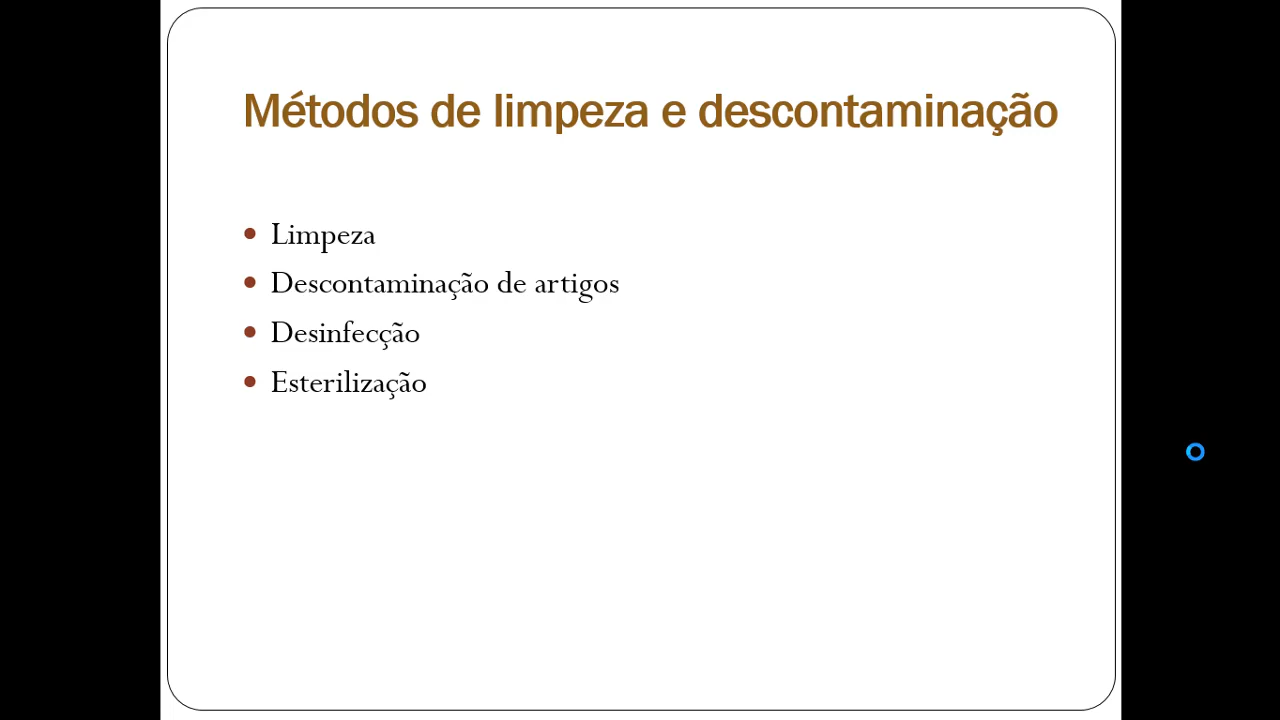 Métodos de limpeza e descontaminação
• Limpeza
• Descontaminação de artigos
• Desinfecção
• Esterilização